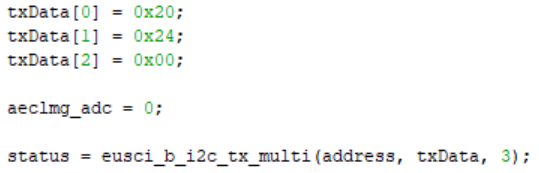 txData[0] = 0x20;
txData[1] = 0x24;
txData[2] = 0x00;
aeclmg_adc = 0;
status = eusci_b_i2c_tx_multi(address, txData, 3);